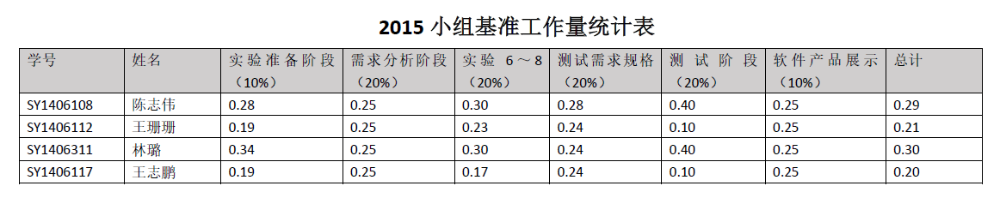 2015 小组基准工作量统计表
学号 姓名 实验准备阶段 需求分析阶段 实验 6～8 测试需求规格 测试阶段 软件产品展示 总计
（10%） （20%） （20%） （20%） （20%） （10%）
SY1406108 陈志伟 0.28 0.25 0.30 0.28 0.40 0.25 0.29
SY1406112 王珊珊 0.19 0.25 0.23 0.24 0.10 0.25 0.21
SY1406311 林璐 0.34 0.25 0.30 0.24 0.40 0.25 0.30
SY1406117 王志鹏 0.19 0.25 0.17 0.24 0.10 0.25 0.20